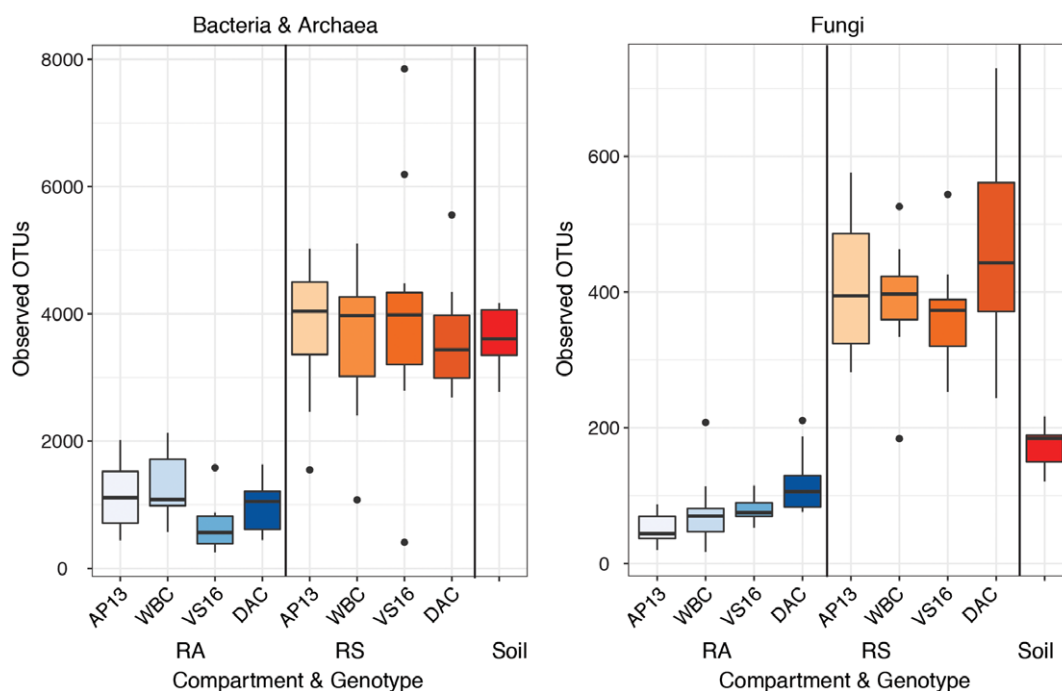 Bacteria & Archaea
Observed OTUs
8000
6000
4000
2000
0
AP13 WBC VS16 DAC AP13 WBC VS16 DAC
RA RS Soil
Compartment & Genotype
Fungi
Observed OTUs
600
400
200
0
AP13 WBC VS16 DAC AP13 WBC VS16 DAC
RA RS Soil
Compartment & Genotype